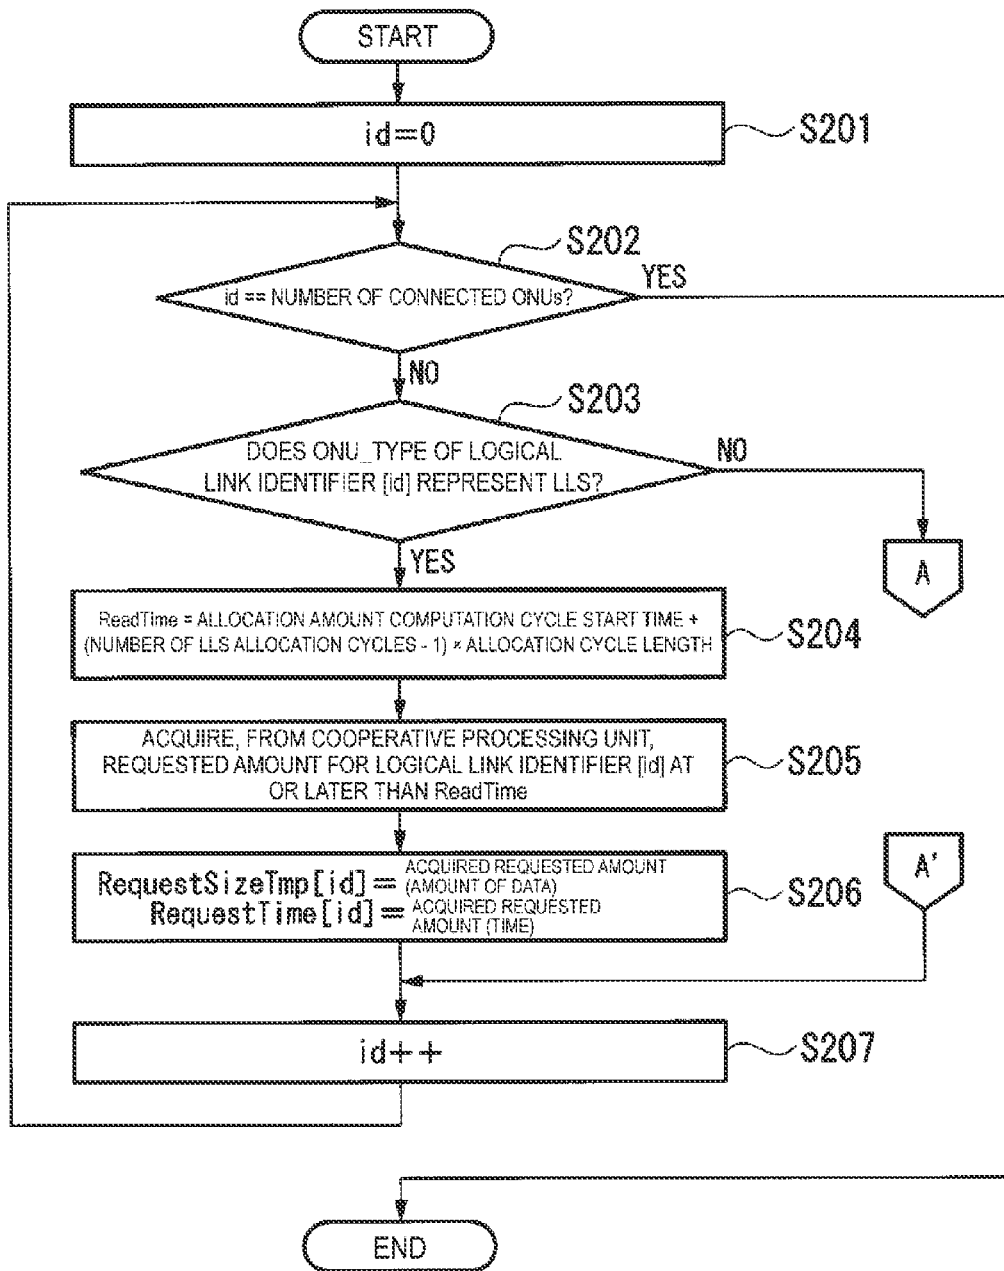 START
id=0
S201
S202
id == NUMBER OF CONNECTED ONUs?
YES
NO
S203
DOES ONU_TYPE OF LOGICAL
LINK IDENTIFIER [id] REPRESENT LLS?
NO
YES
A
ReadTime = ALLOCATION AMOUNT COMPUTATION CYCLE START TIME +
(NUMBER OF LLS ALLOCATION CYCLES - 1) × ALLOCATION CYCLE LENGTH
S204
ACQUIRE, FROM COOPERATIVE PROCESSING UNIT,
REQUESTED AMOUNT FOR LOGICAL LINK IDENTIFIER [id] AT
OR LATER THAN ReadTime
S205
A'
RequestSizeTmp[id]= ACQUIRED REQUESTED AMOUNT
(AMOUNT OF DATA)
RequestTime[id]= ACQUIRED REQUESTED
AMOUNT (TIME)
S206
id++
S207
END